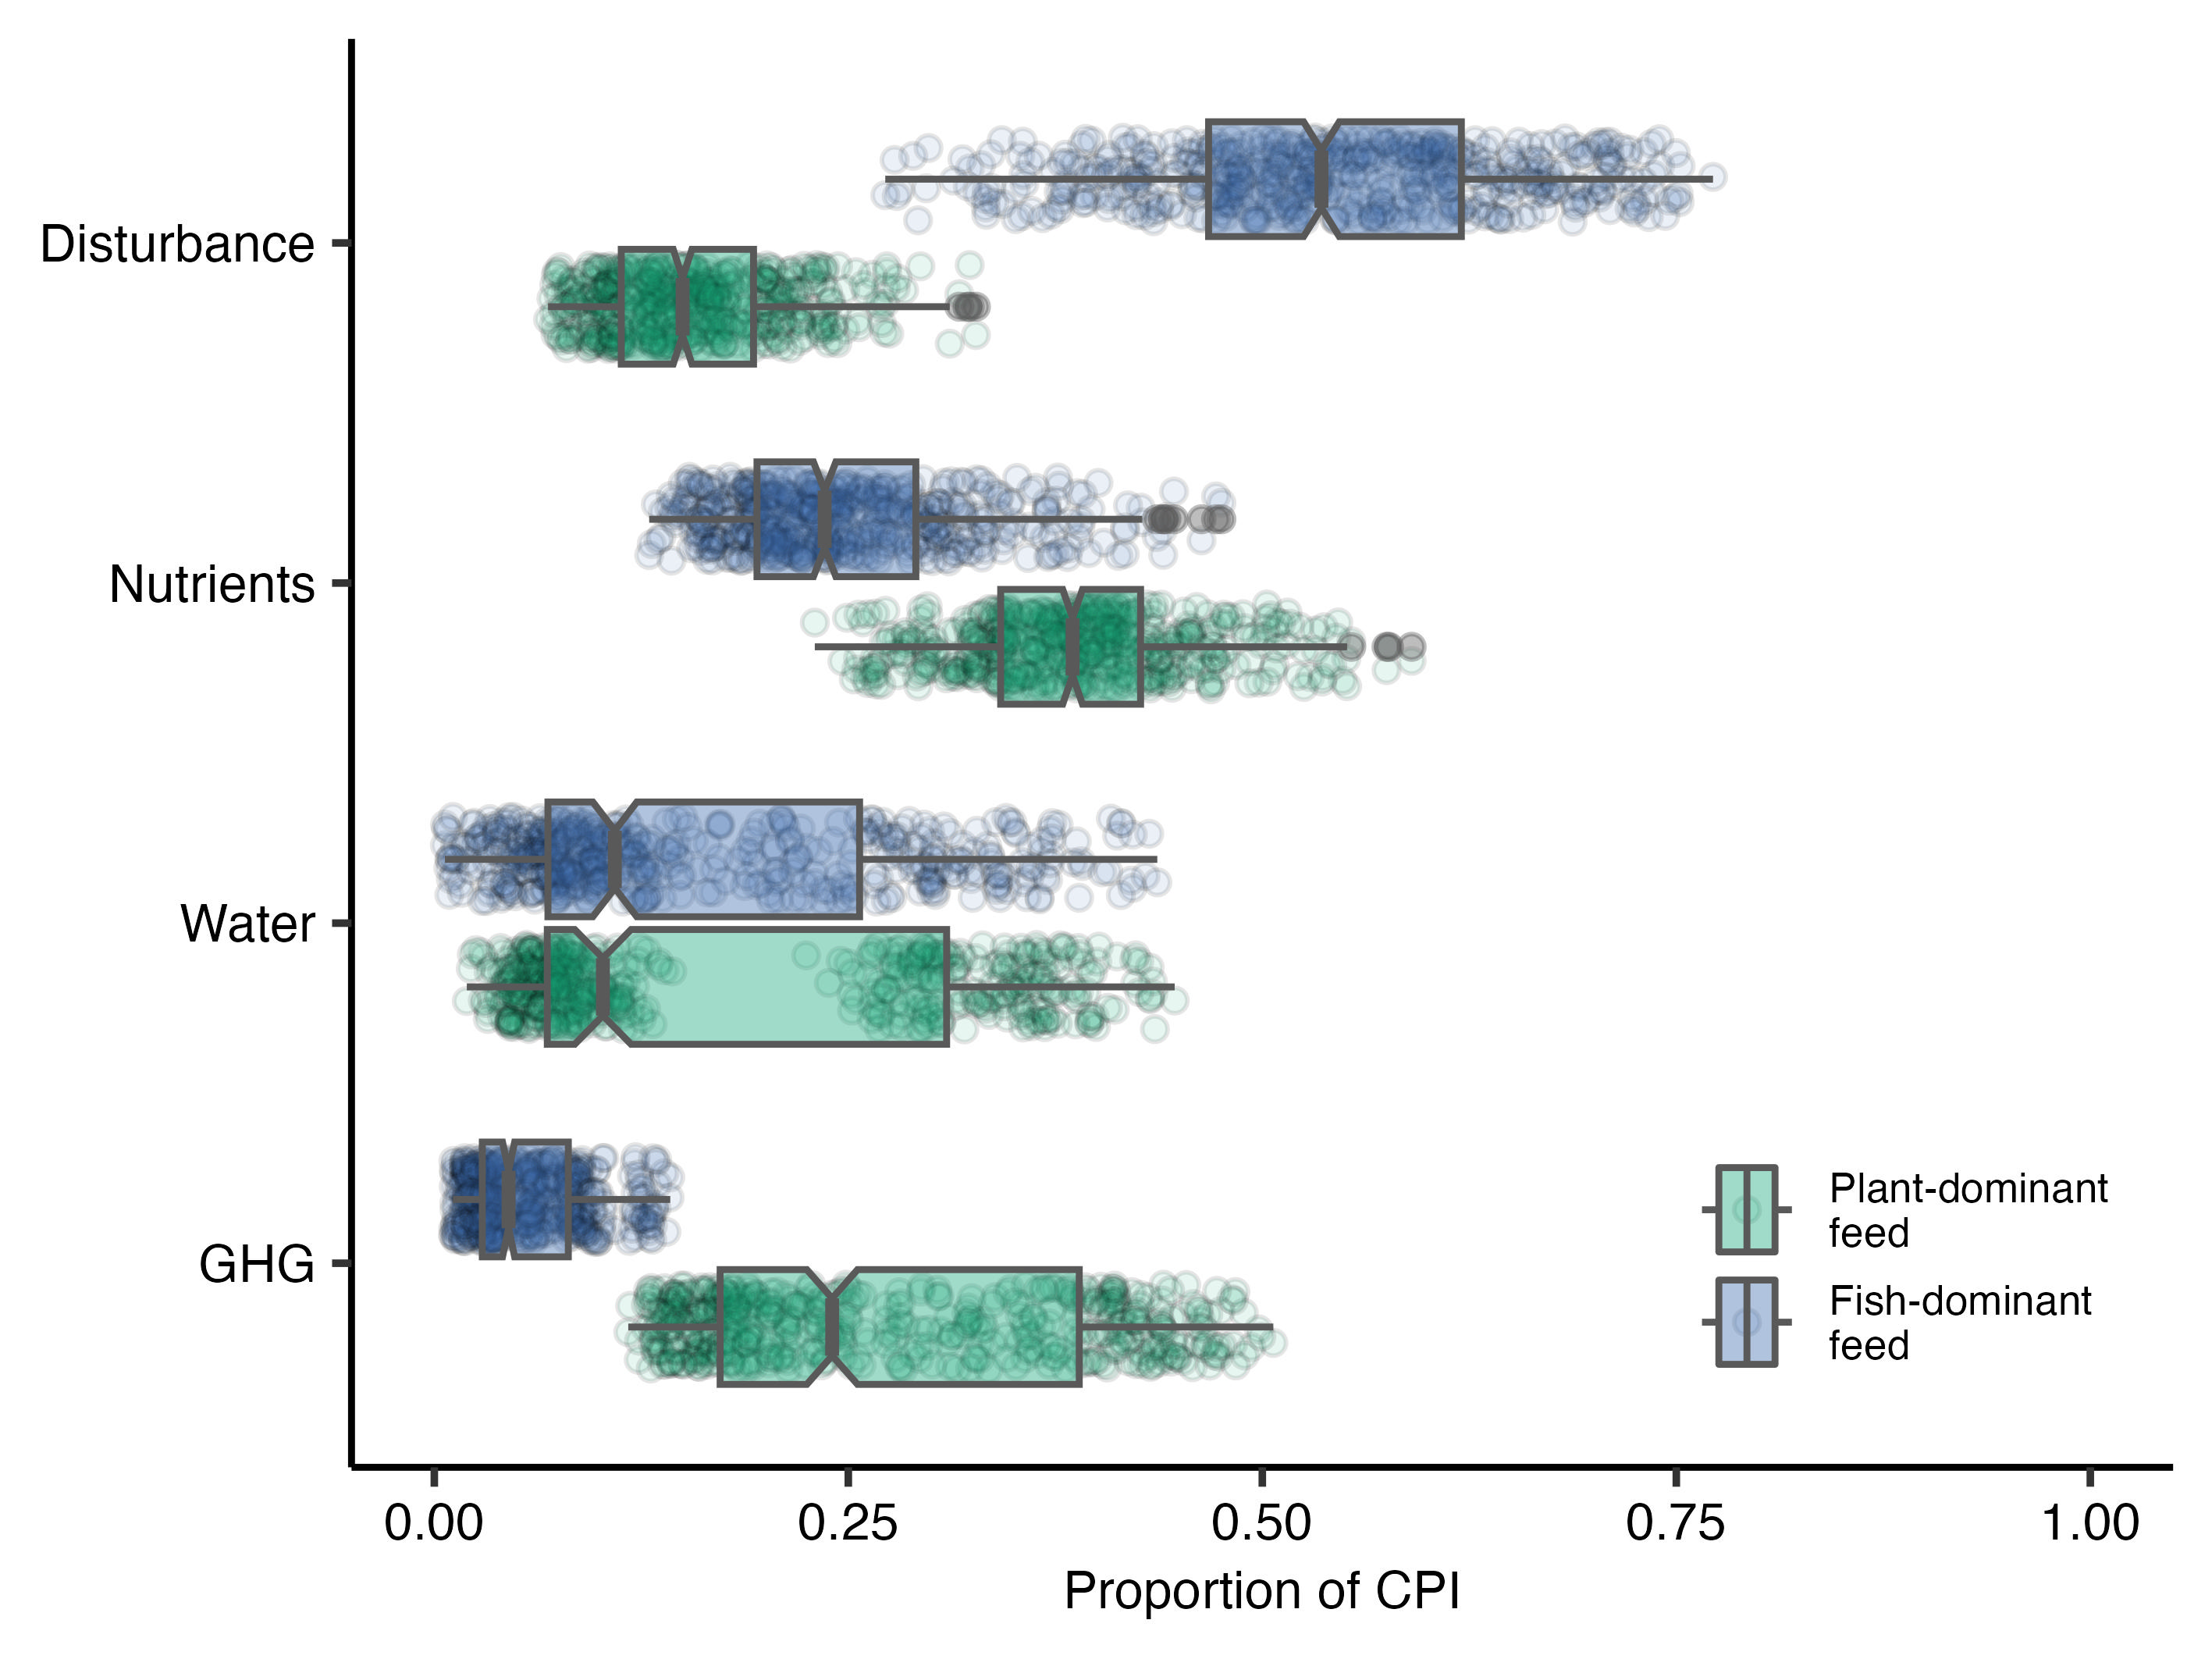 Disturbance
Nutrients
Water
GHG
Plant-dominant
feed
Fish-dominant
feed
0.00
0.25
0.50
0.75
1.00
Proportion of CPI